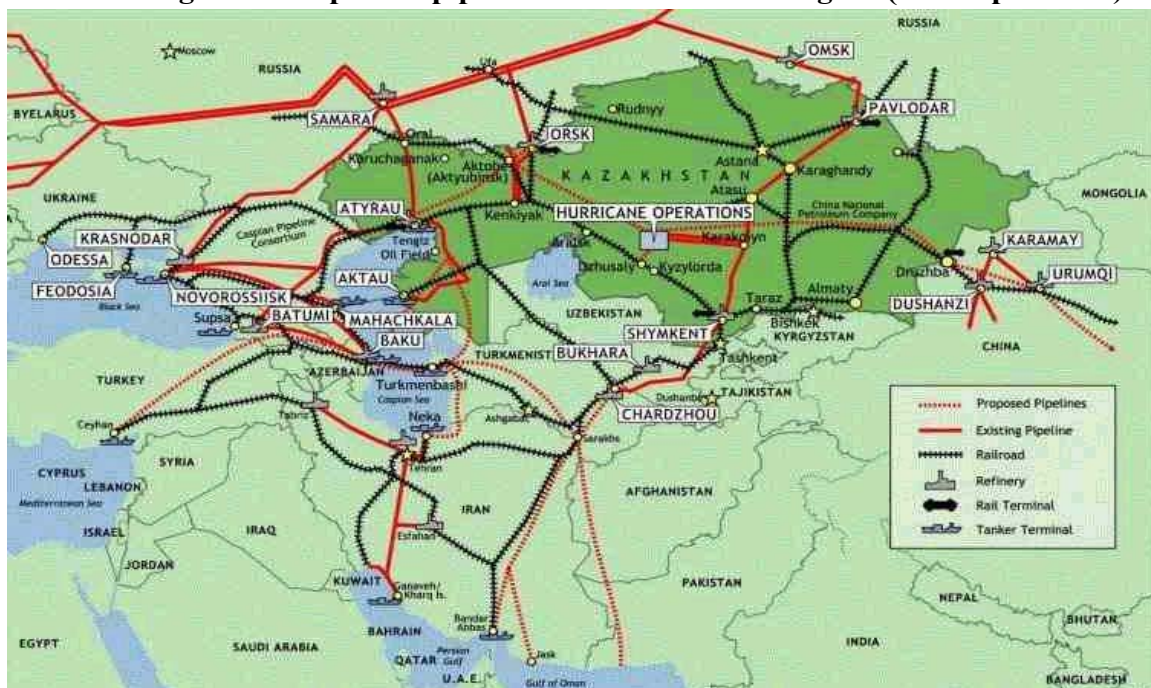 RUSSIA
OMSK
Moscow
RUSSIA
Ufa
Rudnyy
PAVLODAR
BYELARUS
SAMARA
ORSK
Oral
Karachaganak
Astana
Aktobe
(Aktyubinsk)
Karaghandy
KAZAKHSTAN
MONGOLIA
UKRAINE
Atasu
ATYRAU
Kenkiyak
HURRICANE OPERATIONS
China National
Petroleum Company
KRASNODAR
Caspian Pipeline
Consortium
KARAMAY
Tengiz
Oil Field
Karakoiyn
ODESSA
Druzhba
URUMQI
Dzhusaly
Kyzylorda
AKTAU
Aral Sea
FEODOSIA
NOVOROSSIISK
Taraz
Almaty
DUSHANZI
Black Sea
Supsa
BATUMI
MAHACHKALA
UZBEKISTAN
SHYMKENT
Bishkek
KYRGYZSTAN
BAKU
TURKMENIST
BUKHARA
Tashkent
CHINA
TURKEY
AZERBAIJAN
Turkmenbashi
Caspian Sea
Dushanbe
TAJIKISTAN
Proposed Pipelines
Tabriz
Neka
Ashgabat
CHARDZHOU
Ceyhan
Existing Pipeline
Sarakhs
Railroad
CYPRUS
SYRIA
Tehran
Refinery
LEBANON
AFGHANISTAN
Mediterranean Sea
Rail Terminal
IRAN
ISRAEL
IRAQ
Esfahan
Tanker Terminal
JORDAN
KUWAIT
Ganaveh/
Kharq Is.
PAKISTAN
NEPAL
Bandar
Abbas
BHUTAN
EGYPT
SAUDI ARABIA
BAHRAIN
Persian
Gulf
INDIA
QATAR
Jask
U.A.E.
Gulf of Oman
BANGLADESH